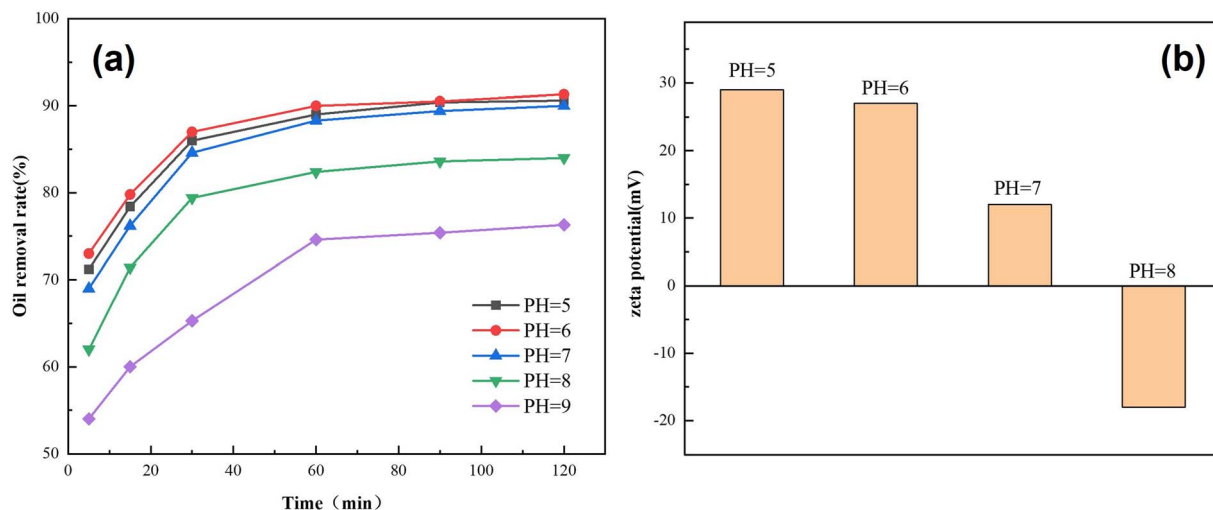 (a)
100
90
80
70
60
50
Oil removal rate(%)
0
20
40
60
80
100
120
Time（min)
PH=5
PH=6
PH=7
PH=8
PH=9
(b)
30
20
10
0
-10
-20
zeta potential(mV)
PH=5
PH=6
PH=7
PH=8